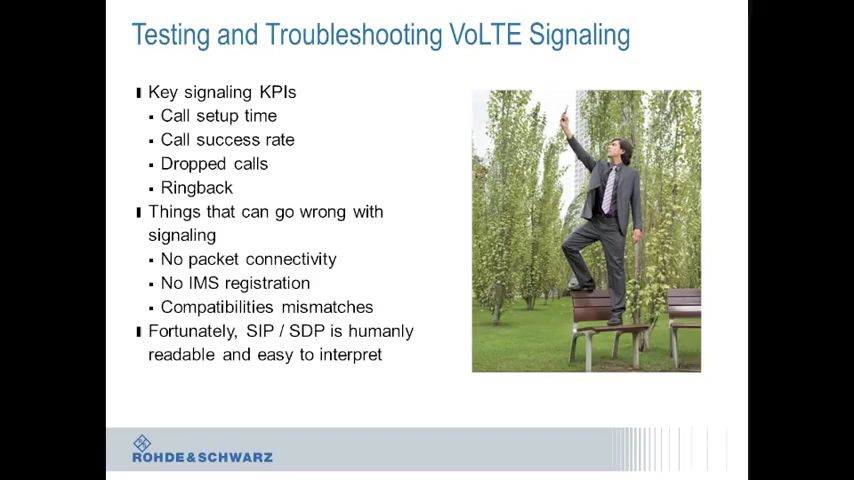 Testing and Troubleshooting VoLTE Signaling
Key signaling KPIs
Call setup time
Call success rate
Dropped calls
Ringback
Things that can go wrong with
signaling
No packet connectivity
No IMS registration
Compatibilities mismatches
Fortunately, SIP / SDP is humanly
readable and easy to interpret
ROHDE&SCHWARZ